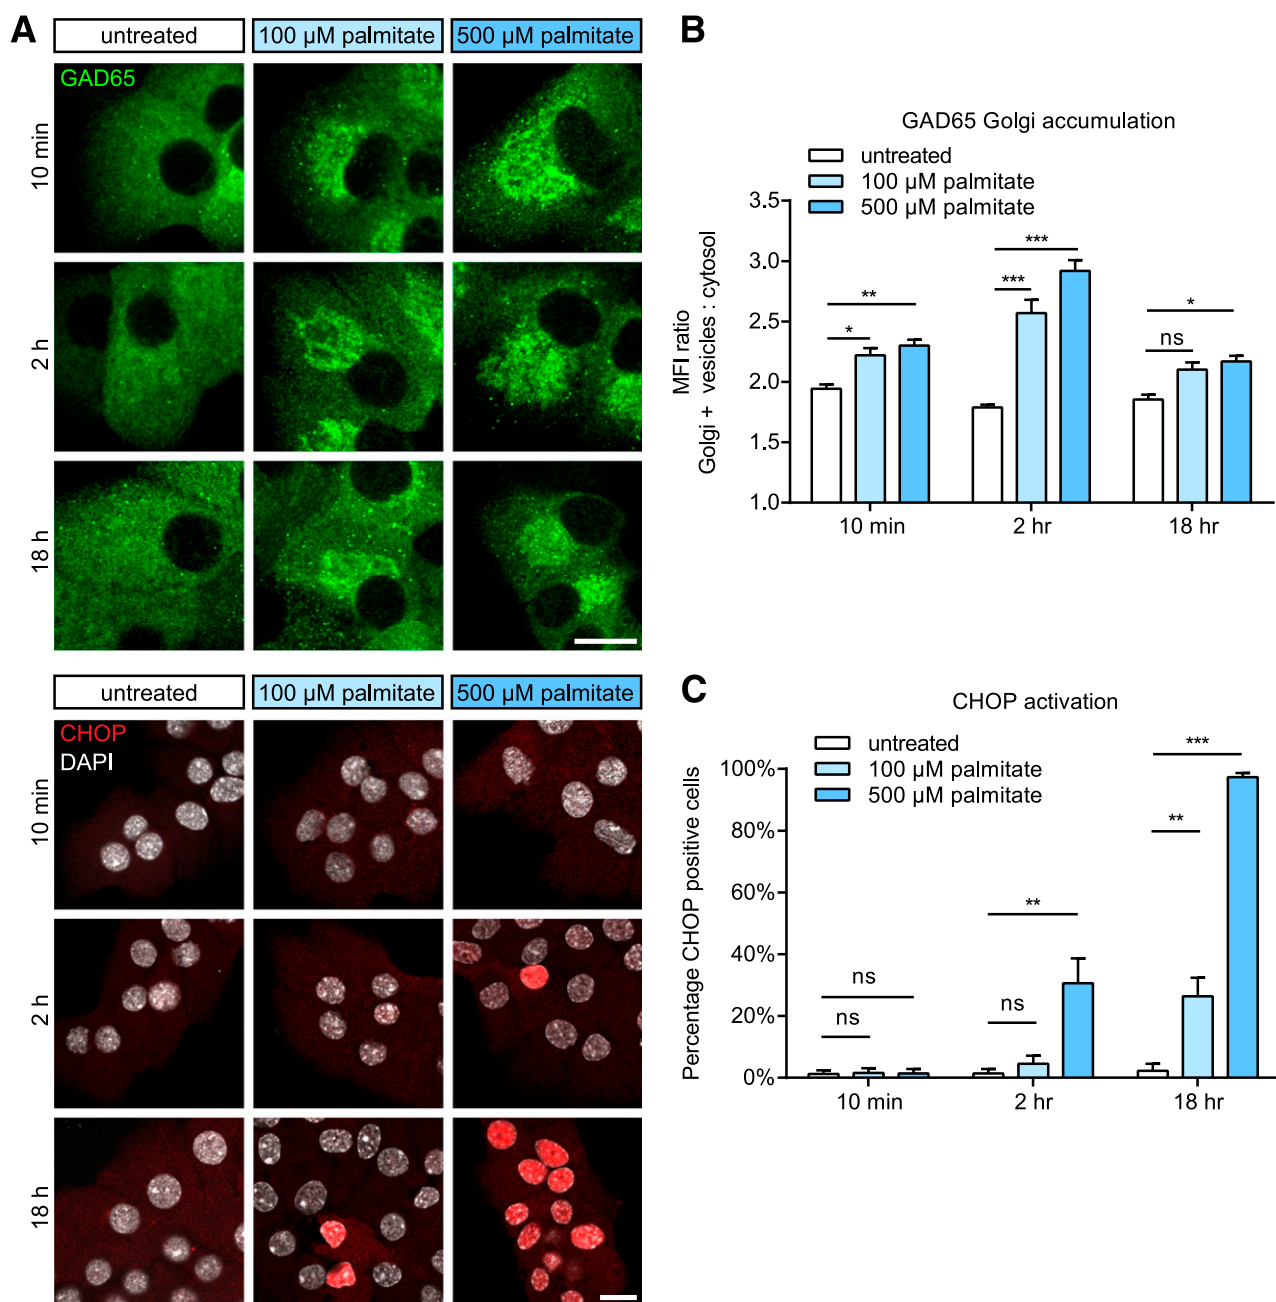 A
untreated
100 µM palmitate
500 µM palmitate
GAD65
10 min
2 h
18 h
untreated
100 µM palmitate
500 µM palmitate
CHOP
DAPI
10 min
2 h
18 h
B
GAD65 Golgi accumulation
untreated
100 µM palmitate
500 µM palmitate
MFI ratio
Golgi + vesicles : cytosol
3.5
3.0
2.5
2.0
1.5
1.0
*
**
***
***
ns
*
10 min
2 hr
18 hr
C
CHOP activation
untreated
100 µM palmitate
500 µM palmitate
Percentage CHOP positive cells
100%
80%
60%
40%
20%
0%
ns
ns
ns
**
**
***
10 min
2 hr
18 hr